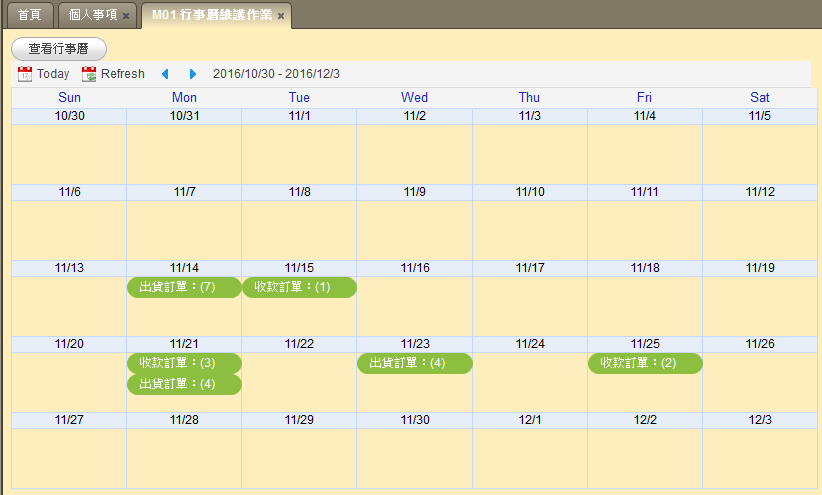 首頁 個人事項 × M01 行事曆維護作業 ×
查看行事曆
Today Refresh 2016/10/30 - 2016/12/3
Sun Mon Tue Wed Thu Fri Sat
10/30 10/31 11/1 11/2 11/3 11/4 11/5
11/6 11/7 11/8 11/9 11/10 11/11 11/12
11/13 11/14 11/15 11/16 11/17 11/18 11/19
出貨訂單：(7) 收款訂單：(1)
11/20 11/21 11/22 11/23 11/24 11/25 11/26
收款訂單：(3) 出貨訂單：(4) 收款訂單：(2)
出貨訂單：(4)
11/27 11/28 11/29 11/30 12/1 12/2 12/3